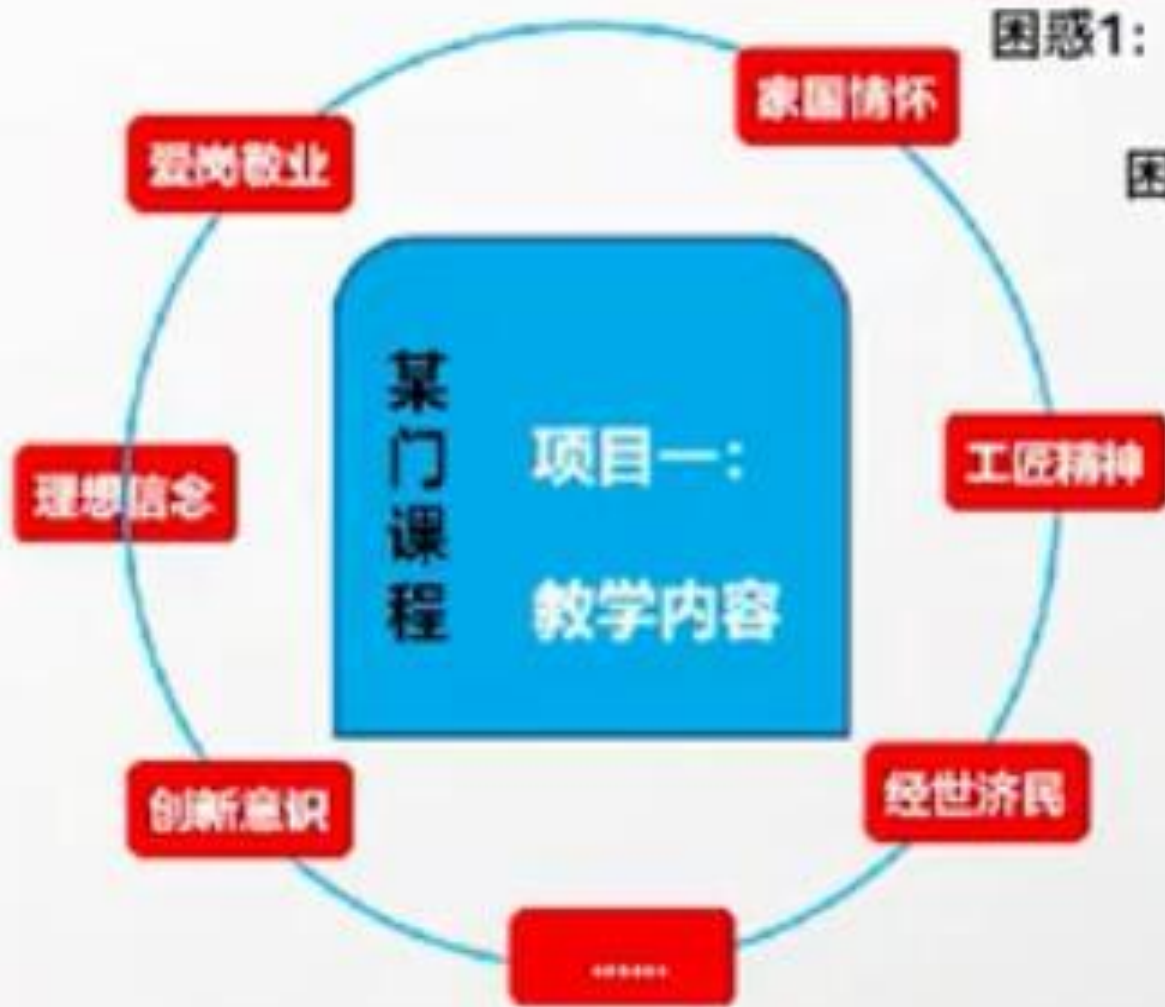 困惑1:
困
家国情怀
爱岗敬业
某门课程
项目一:
教学内容
工匠精神
理想信念
经世济民
创新意识
......